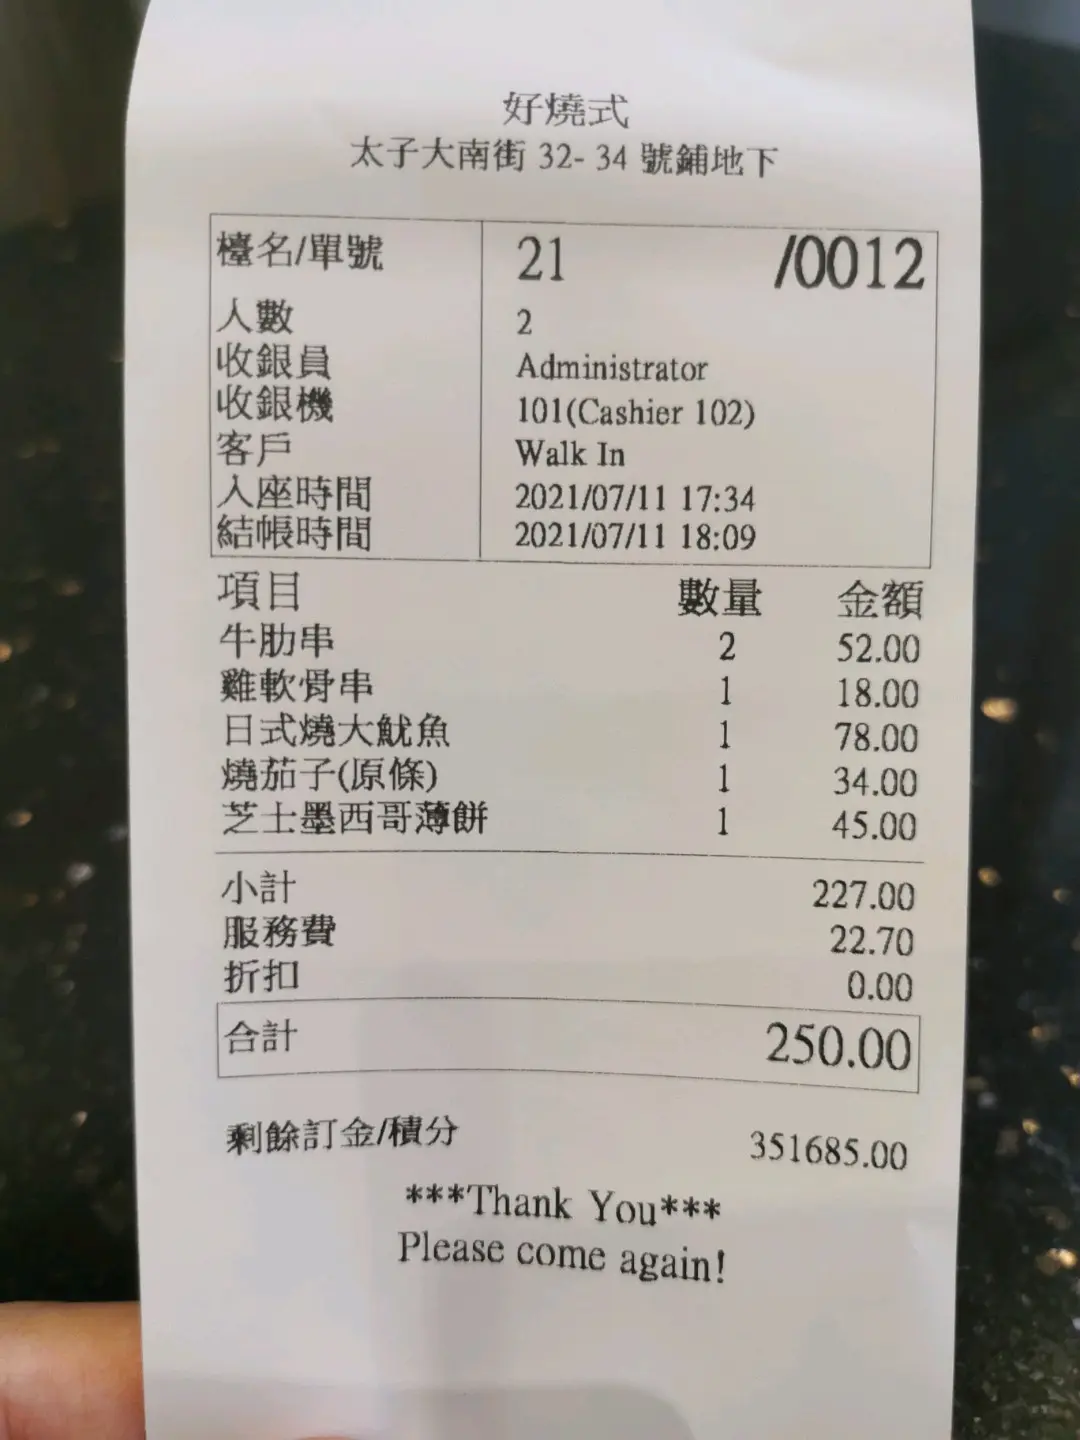 好燒式
太子大南街 32- 34 號鋪地下
檯名/單號 21 /0012
人數 2
收銀員 Administrator
收銀機 101(Cashier 102)
客戶 Walk In
入座時間 2021/07/11 17:34
結帳時間 2021/07/11 18:09
項目 數量 金額
牛肋串 2 52.00
雞軟骨串 1 18.00
日式燒大魷魚 1 78.00
燒茄子(原條) 1 34.00
芝士墨西哥薄餅 1 45.00
小計 227.00
服務費 22.70
折扣 0.00
合計 250.00
剩餘訂金/積分 351685.00
***Thank You***
Please come again!